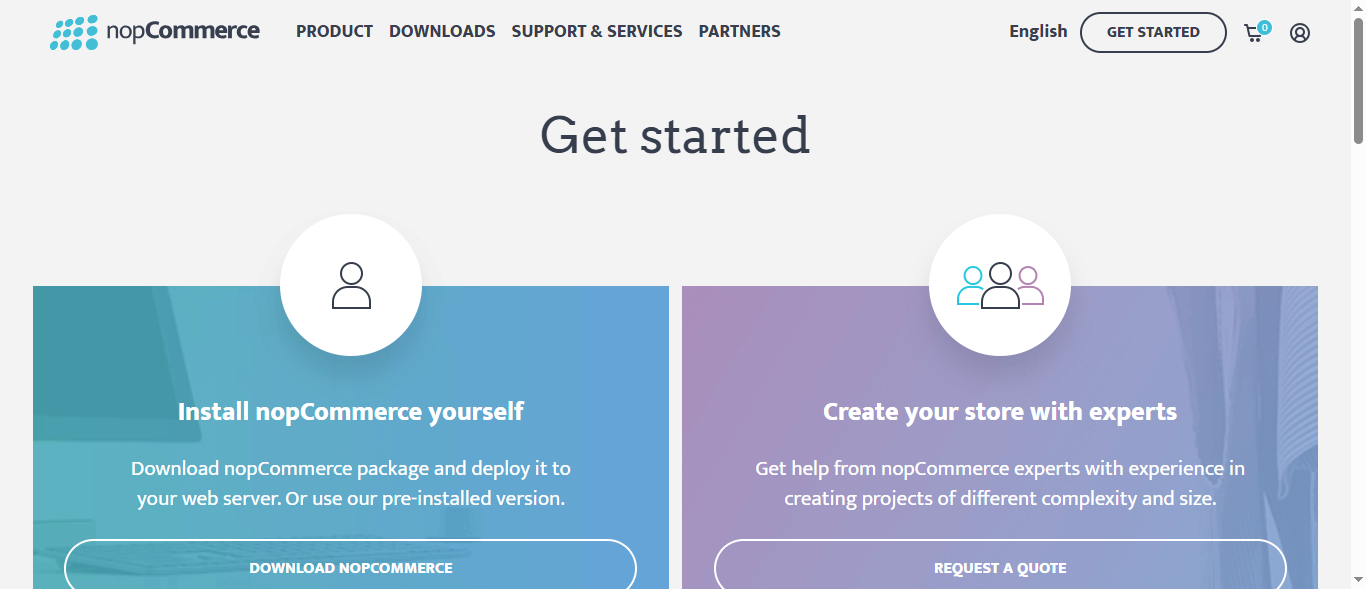 nopCommerce
PRODUCT DOWNLOADS SUPPORT & SERVICES PARTNERS
English GET STARTED 0
Get started
Install nopCommerce yourself
Download nopCommerce package and deploy it to
your web server. Or use our pre-installed version.
DOWNLOAD NOPCOMMERCE
Create your store with experts
Get help from nopCommerce experts with experience in
creating projects of different complexity and size.
REQUEST A QUOTE